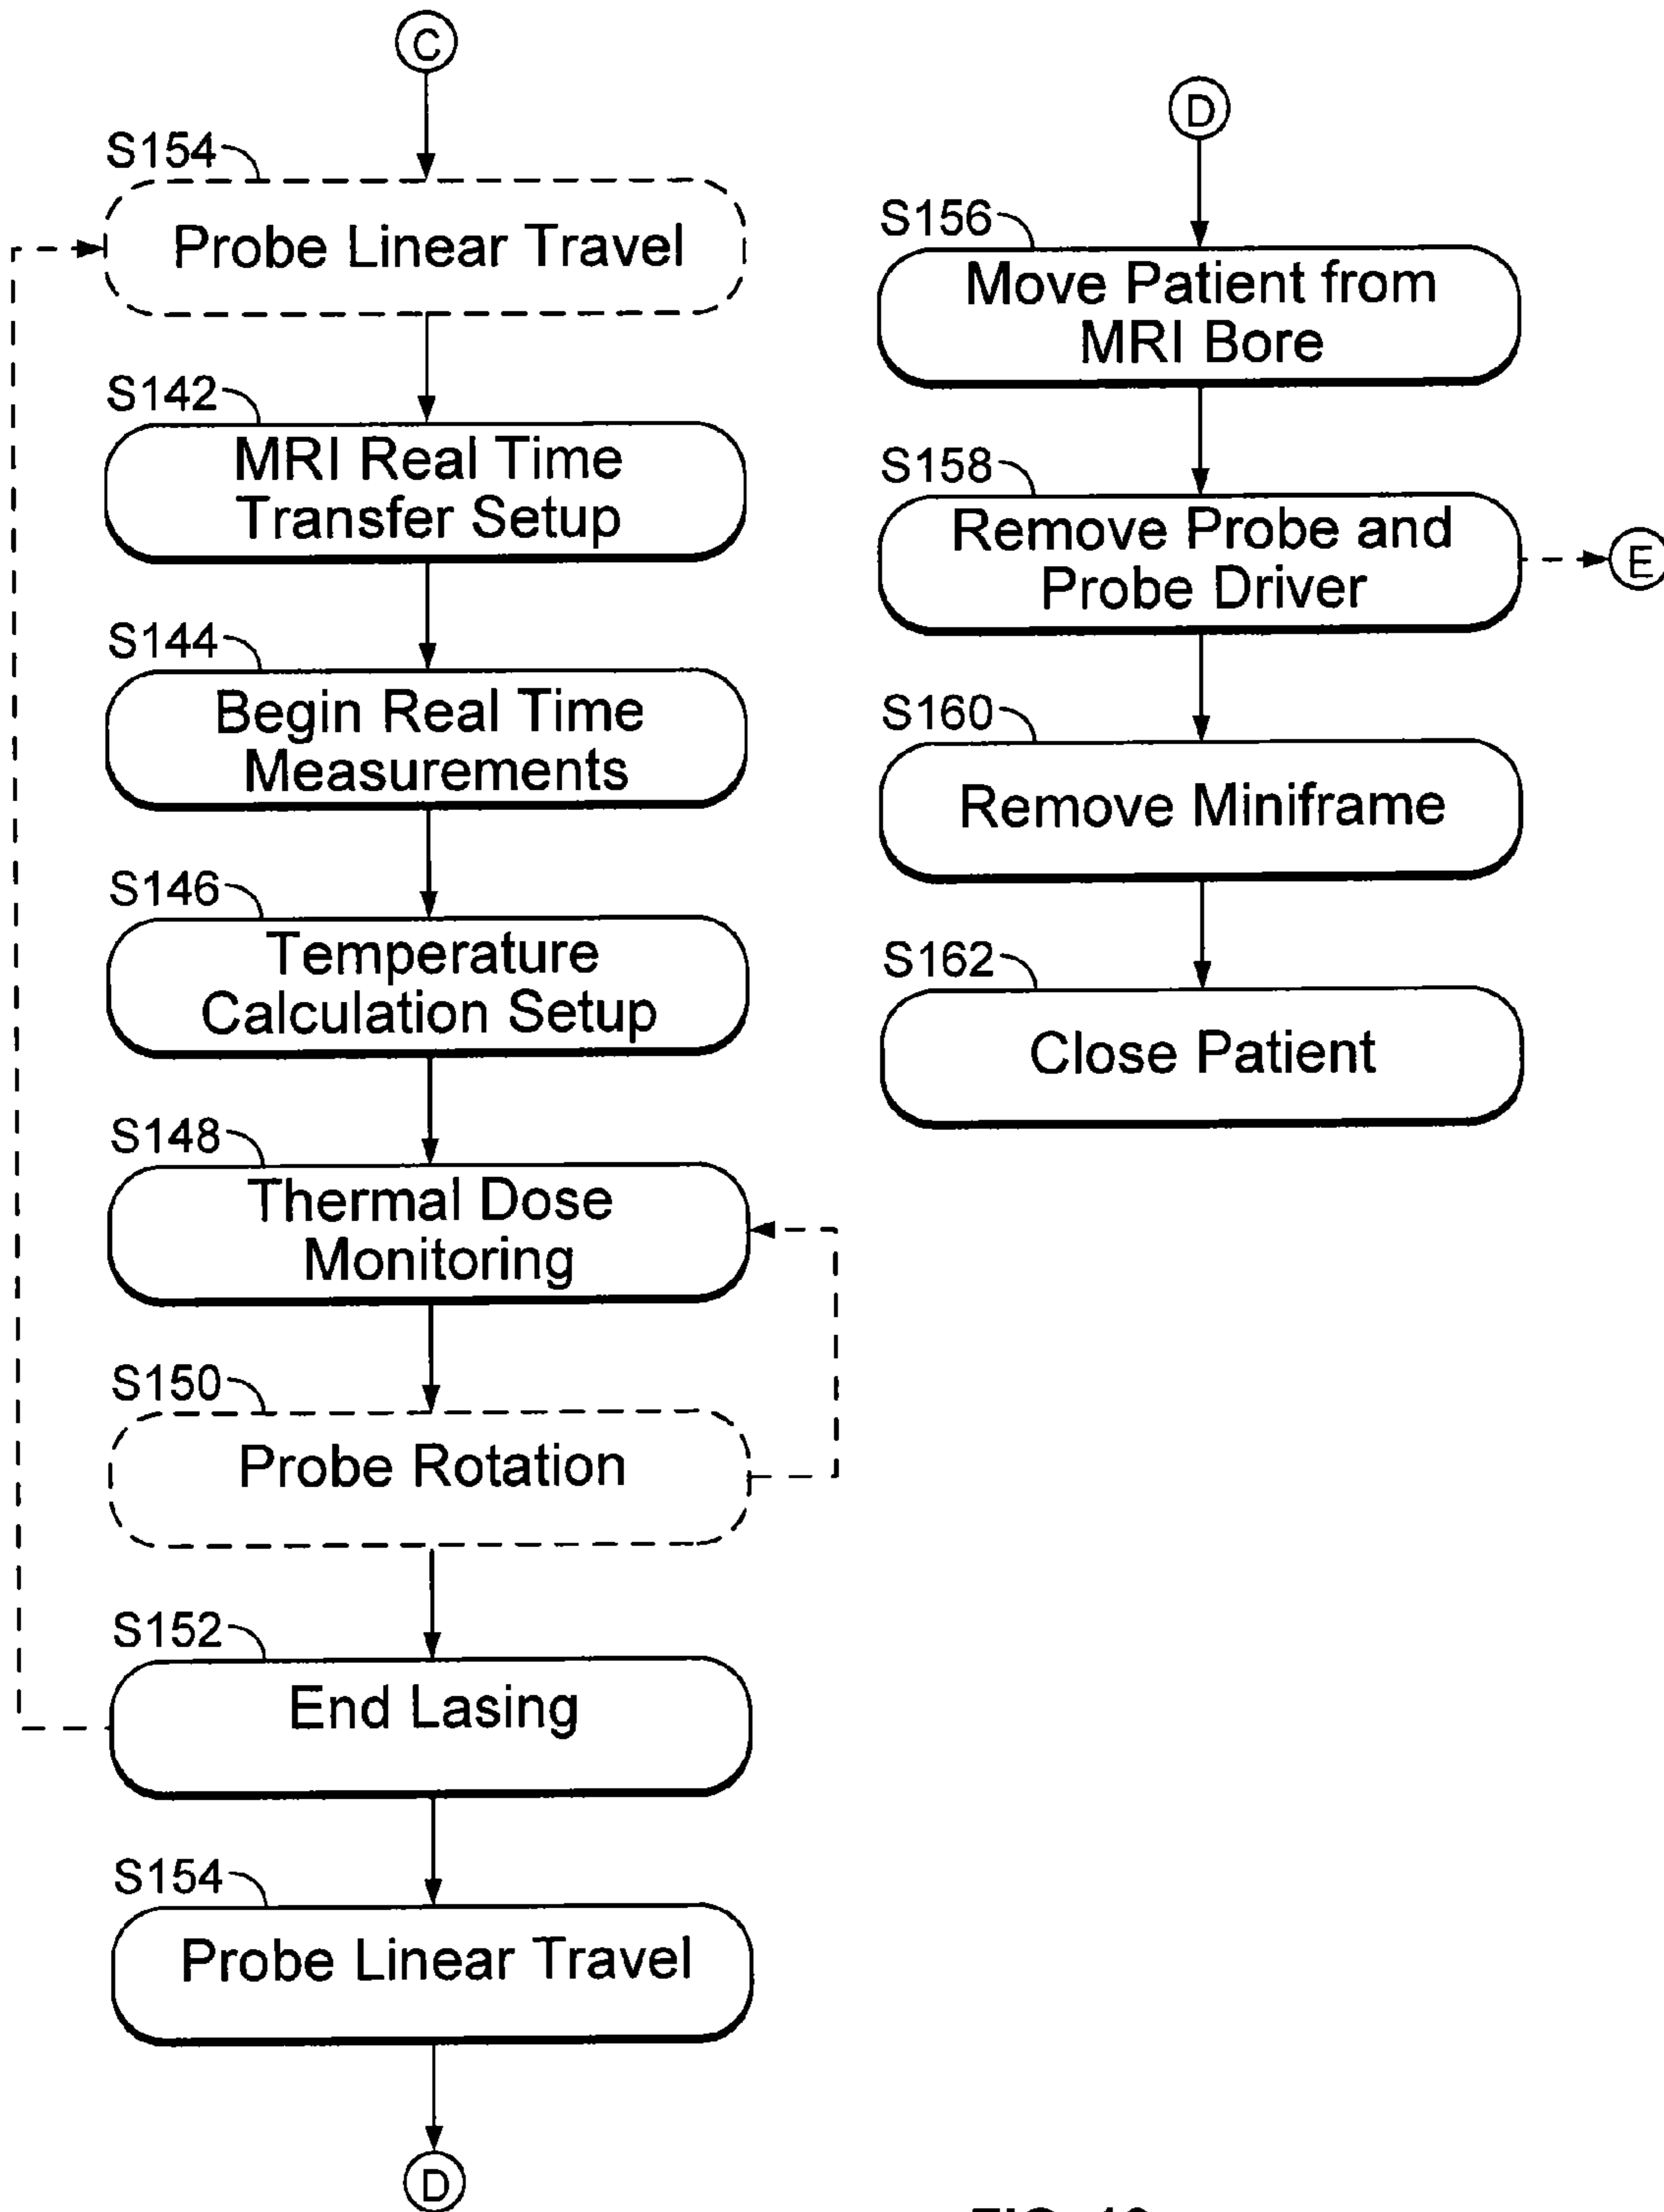 C
S154
Probe Linear Travel
S142
MRI Real Time
Transfer Setup
S144
Begin Real Time
Measurements
S146
Temperature
Calculation Setup
S148
Thermal Dose
Monitoring
S150
Probe Rotation
S152
End Lasing
S154
Probe Linear Travel
D
D
S156
Move Patient from
MRI Bore
S158
Remove Probe and
Probe Driver
E
S160
Remove Miniframe
S162
Close Patient